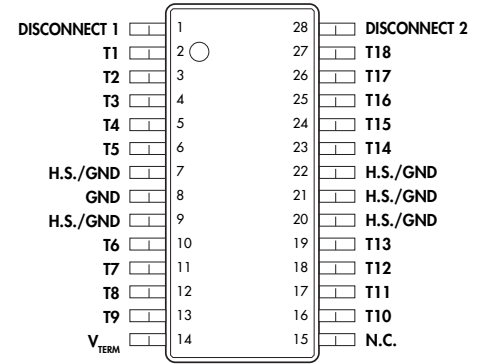 DISCONNECT 1 1 28 DISCONNECT 2
T1 2 27 T18
T2 3 26 T17
T3 4 25 T16
T4 5 24 T15
T5 6 23 T14
H.S./GND 7 22 H.S./GND
GND 8 21 H.S./GND
H.S./GND 9 20 H.S./GND
T6 10 19 T13
T7 11 18 T12
T8 12 17 T11
T9 13 16 T10
VTERM 14 15 N.C.